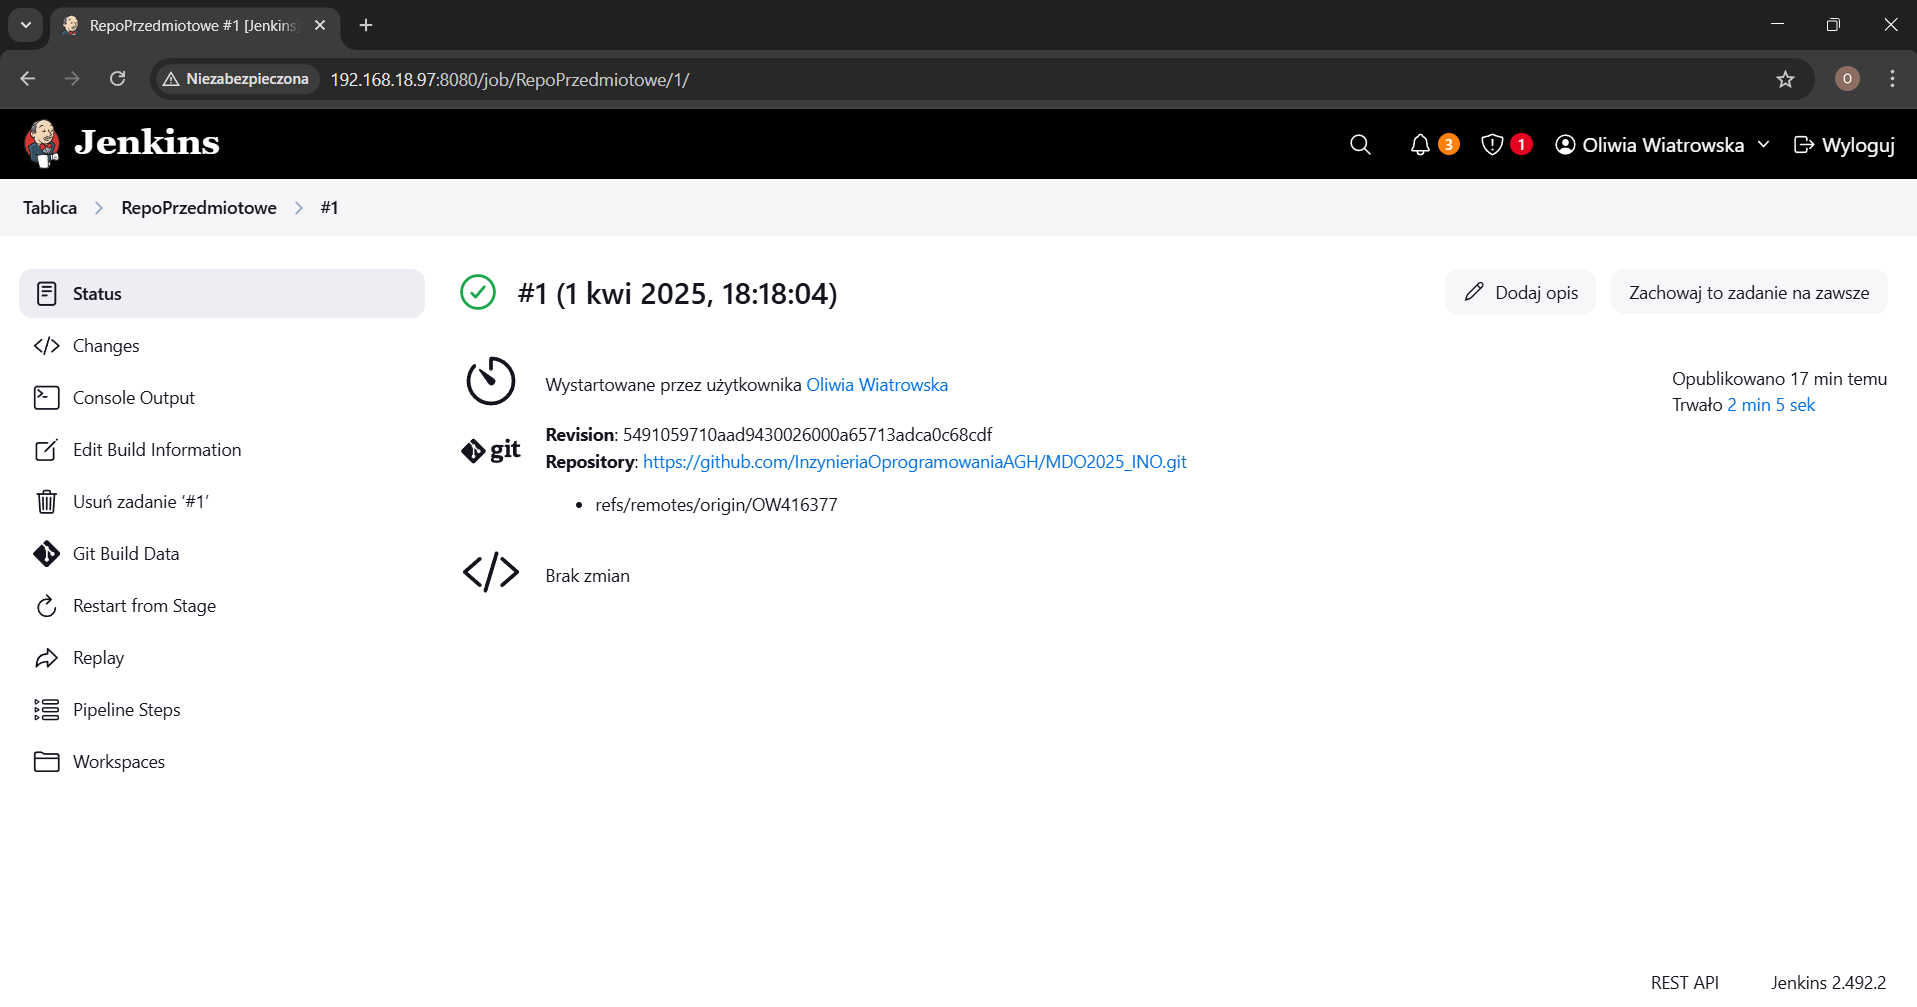 RepoPrzedmiotowe #1 [Jenkins]
Niezabezpieczona
192.168.18.97:8080/job/RepoPrzedmiotowe/1/
O
Jenkins
3
1
Oliwia Wiatrowska
Wyloguj
Tablica
RepoPrzedmiotowe
#1
Status
Changes
Console Output
Edit Build Information
Usuń zadanie ‘#1’
Git Build Data
Restart from Stage
Replay
Pipeline Steps
Workspaces
#1 (1 kwi 2025, 18:18:04)
Dodaj opis
Zachowaj to zadanie na zawsze
Wystartowane przez użytkownika Oliwia Wiatrowska
Opublikowano 17 min temu
Trwało 2 min 5 sek
git
Revision: 5491059710aad9430026000a65713adca0c68cdf
Repository: https://github.com/InzynieriaOprogramowaniaAGH/MDO2025_INO.git
• refs/remotes/origin/OW416377
Brak zmian
REST API
Jenkins 2.492.2